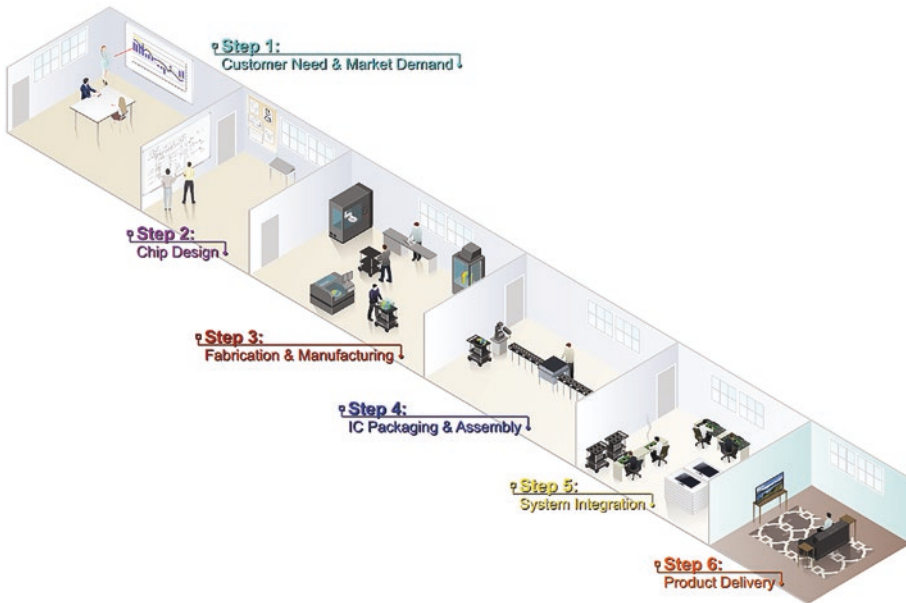 Step 1:
Customer Need & Market Demand
Step 2:
Chip Design
Step 3:
Fabrication & Manufacturing
Step 4:
IC Packaging & Assembly
Step 5:
System Integration
Step 6:
Product Delivery